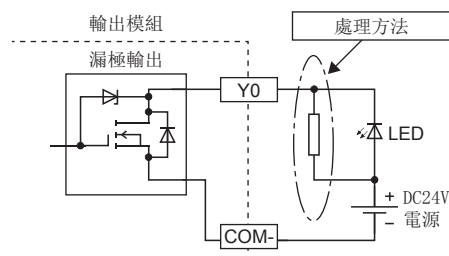 輸出模組
處理方法
漏極輸出
Y0
LED
+ DC24V
電源
−
COM-